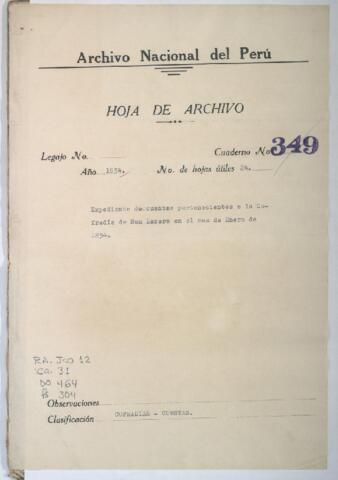 Archivo Nacional del Perú
HOJA DE ARCHIVO
Legajo No. Cuaderno No. 349
Año 1834. No. de hojas útiles 24.
Expediente de cuentas pertenecientes a la Co-
fradía de San Lázaro en el mes de Enero de
1834.
RA. Jco 12
Ca. 31
Do 464
Ps 304
Observaciones
Clasificación COFRADIAS - CUENTAS.